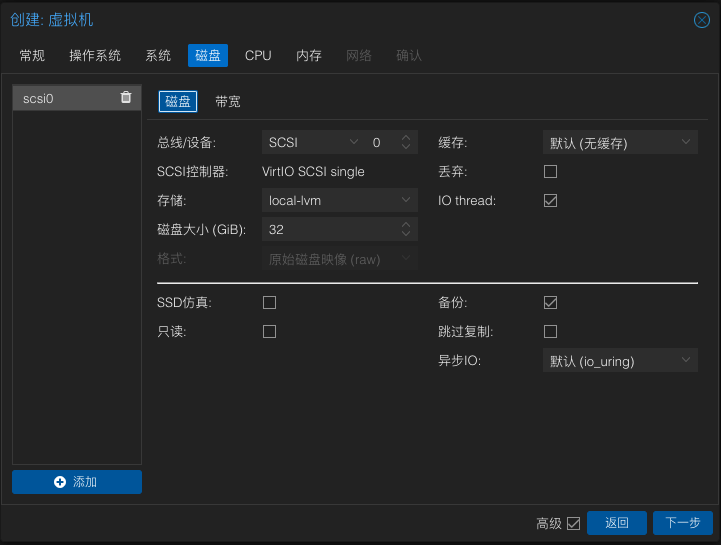 创建: 虚拟机
常规 操作系统 系统 磁盘 CPU 内存 网络 确认
scsi0
磁盘 带宽
总线/设备: SCSI 0 缓存: 默认 (无缓存)
SCSI控制器: VirtIO SCSI single 丢弃:
存储: local-lvm IO thread:
磁盘大小 (GiB): 32
格式: 原始磁盘映像 (raw)
SSD仿真: 备份:
只读: 跳过复制:
异步IO: 默认 (io_uring)
添加
高级 返回 下一步